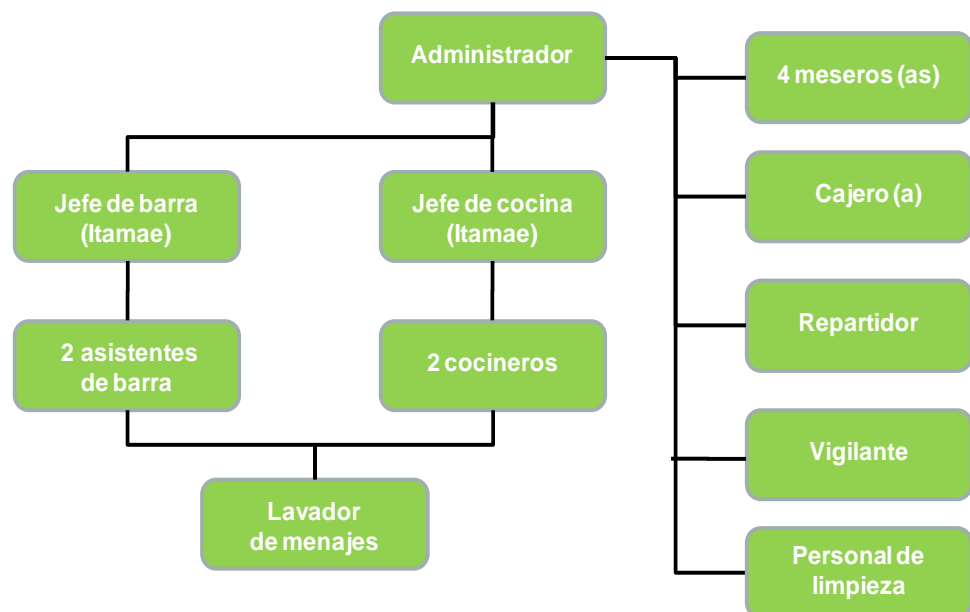 Administrador
4 meseros (as)
Jefe de barra
(Itamae)
Jefe de cocina
(Itamae)
Cajero (a)
2 asistentes
de barra
2 cocineros
Repartidor
Vigilante
Lavador
de menajes
Personal de
limpieza